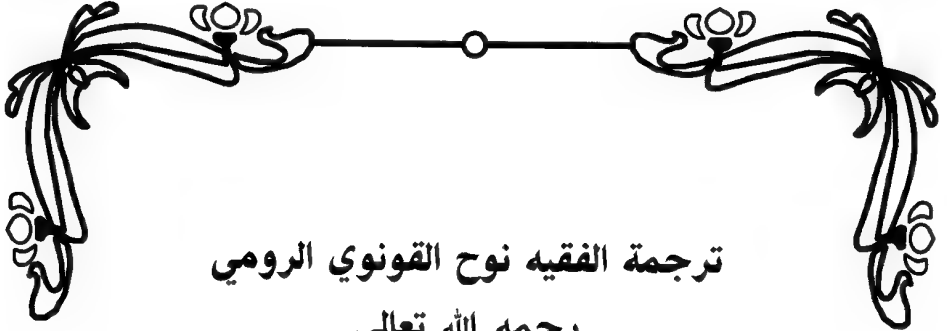 ترجمة الفقيه نوح القونوي الرومي
رحمه الله تعالى